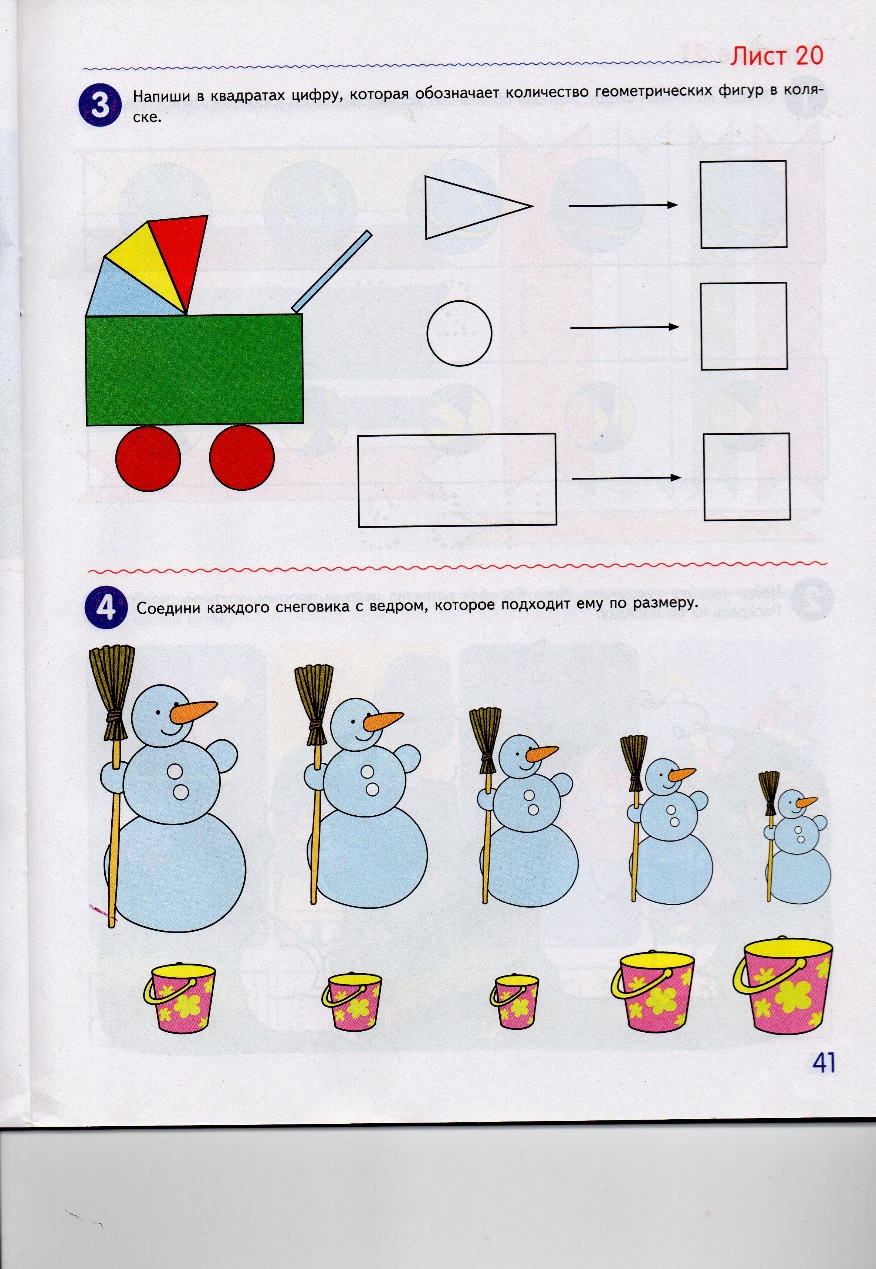 Лист 20
3 Напиши в квадратах цифру, которая обозначает количество геометрических фигур в коля-
ске.
4 Соедини каждого снеговика с ведром, которое подходит ему по размеру.
41